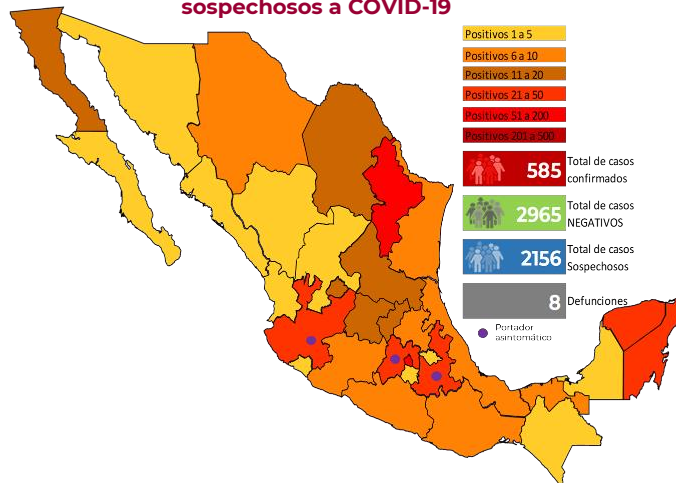 sospechosos a COVID-19
Positivos 1 a 5
Positivos 6 a 10
Positivos 11 a 20
Positivos 21 a 50
Positivos 51 a 200
Positivos 201 a 500
585 Total de casos
confirmados
2965 Total de casos
NEGATIVOS
2156 Total de casos
Sospechosos
8 Defunciones
Portador
asintomático